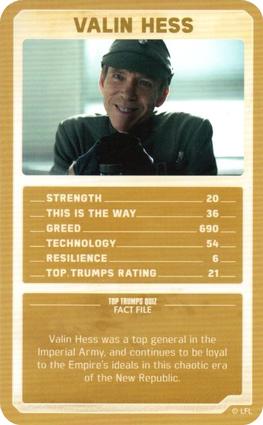 VALIN HESS
STRENGTH 20
THIS IS THE WAY 36
GREED 690
TECHNOLOGY 54
RESILIENCE 6
TOP TRUMPS RATING 21
TOP TRUMPS QUIZ
FACT FILE
Valin Hess was a top general in the
Imperial Army, and continues to be loyal
to the Empire's ideals in this chaotic era
of the New Republic.
© LFL